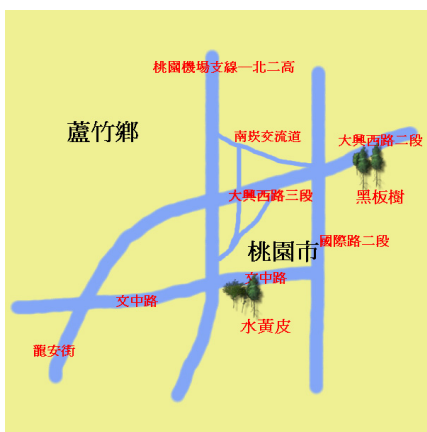 桃園機場支線—北二高
蘆竹鄉
南崁交流道
大興西路二段
黑板樹
大興西路三段
國際路二段
桃園市
文中路
文中路
水黃皮
龍安街